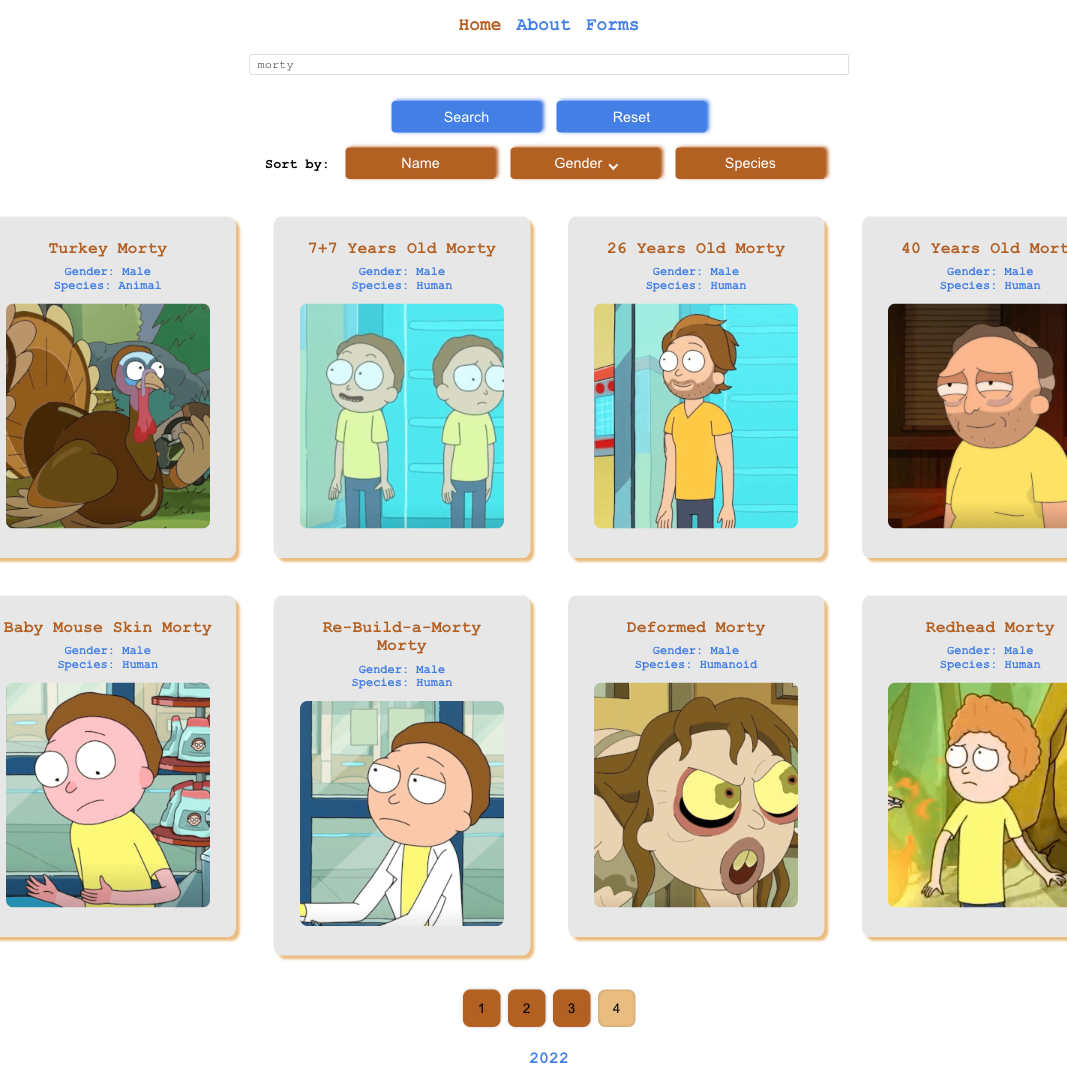 Home About Forms
morty
Search Reset
Sort by: Name Gender Species
Turkey Morty
Gender: Male
Species: Animal
7+7 Years Old Morty
Gender: Male
Species: Human
26 Years Old Morty
Gender: Male
Species: Human
40 Years Old Mort
Gender: Male
Species: Human
Baby Mouse Skin Morty
Gender: Male
Species: Human
Re-Build-a-Morty
Morty
Gender: Male
Species: Human
Deformed Morty
Gender: Male
Species: Humanoid
Redhead Morty
Gender: Male
Species: Human
1 2 3 4
2022